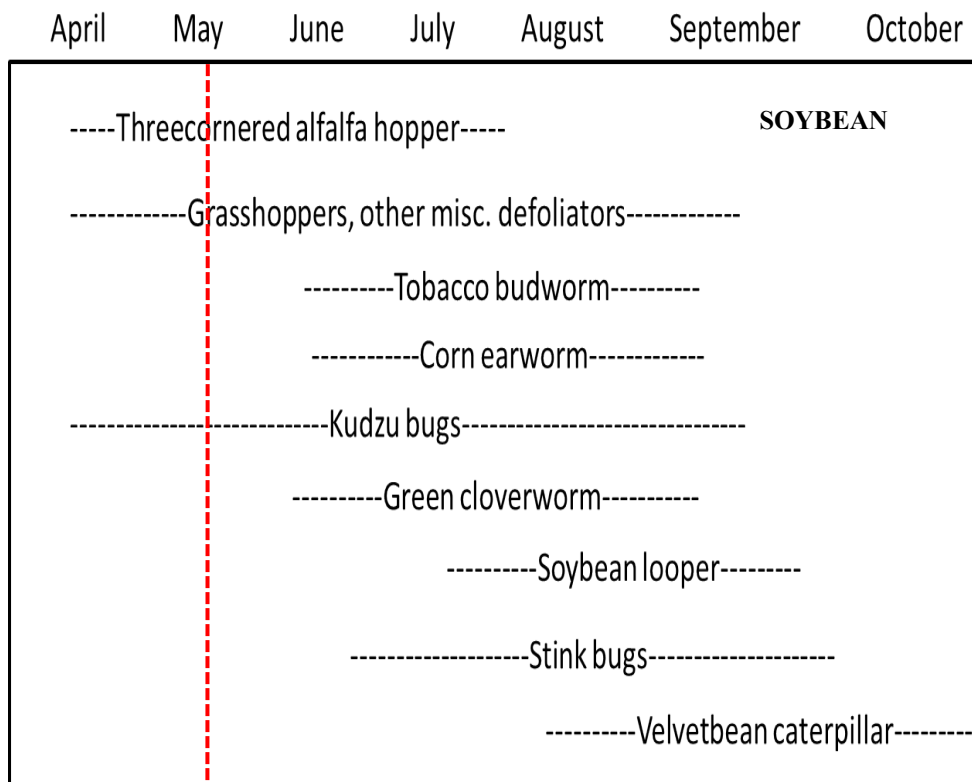 April May June July August September October
-----Threecornered alfalfa hopper-----
SOYBEAN
-------------Grasshoppers, other misc. defoliators-------------
----------Tobacco budworm----------
------------Corn earworm-------------
-----------------------------Kudzu bugs--------------------------------
----------Green cloverworm-----------
----------Soybean looper---------
--------------------Stink bugs---------------------
----------Velvetbean caterpillar---------